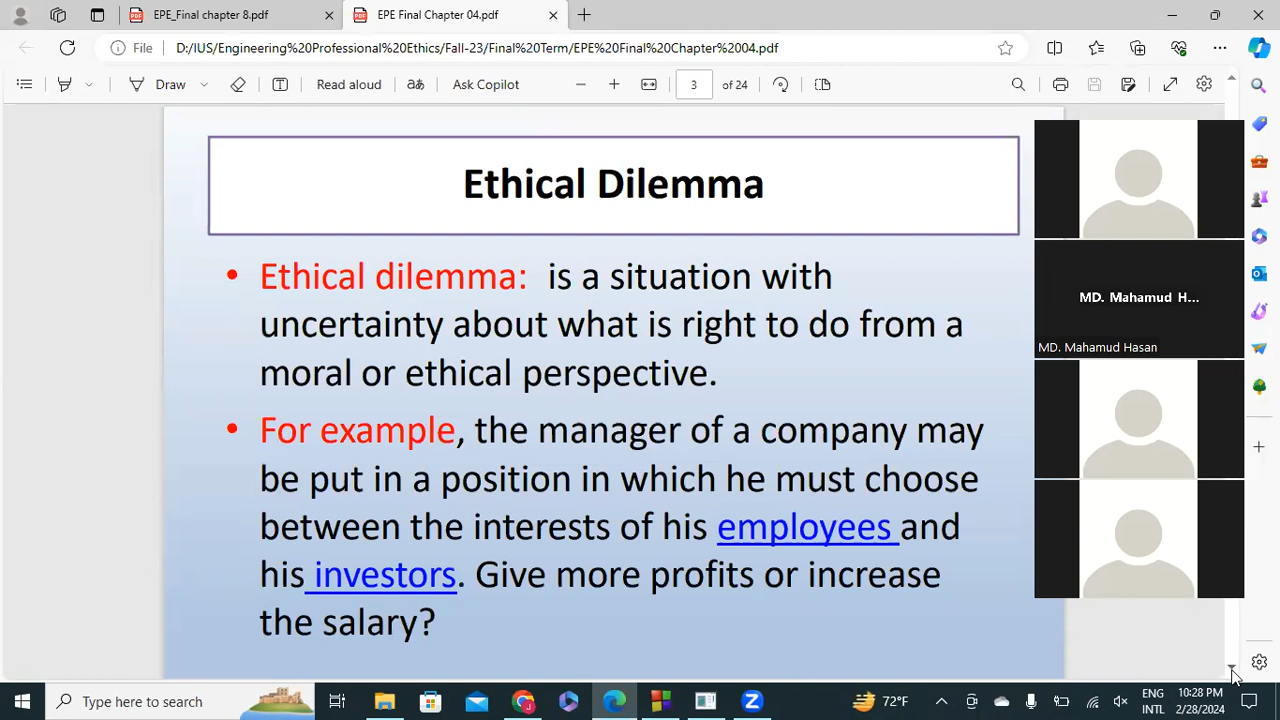 EPE_Final chapter 8.pdf
EPE Final Chapter 04.pdf
File
D:/IUS/Engineering%20Professional%20Ethics/Fall-23/Final%20Term/EPE%20Final%20Chapter%2004.pdf
Draw
Read aloud
Ask Copilot
3
of 24
Ethical Dilemma
• Ethical dilemma: is a situation with
uncertainty about what is right to do from a
moral or ethical perspective.
• For example, the manager of a company may
be put in a position in which he must choose
between the interests of his employees and
his investors. Give more profits or increase
the salary?
MD. Mahamud H...
MD. Mahamud Hasan
Type here to search
72°F
ENG
INTL
10:28 PM
2/28/2024